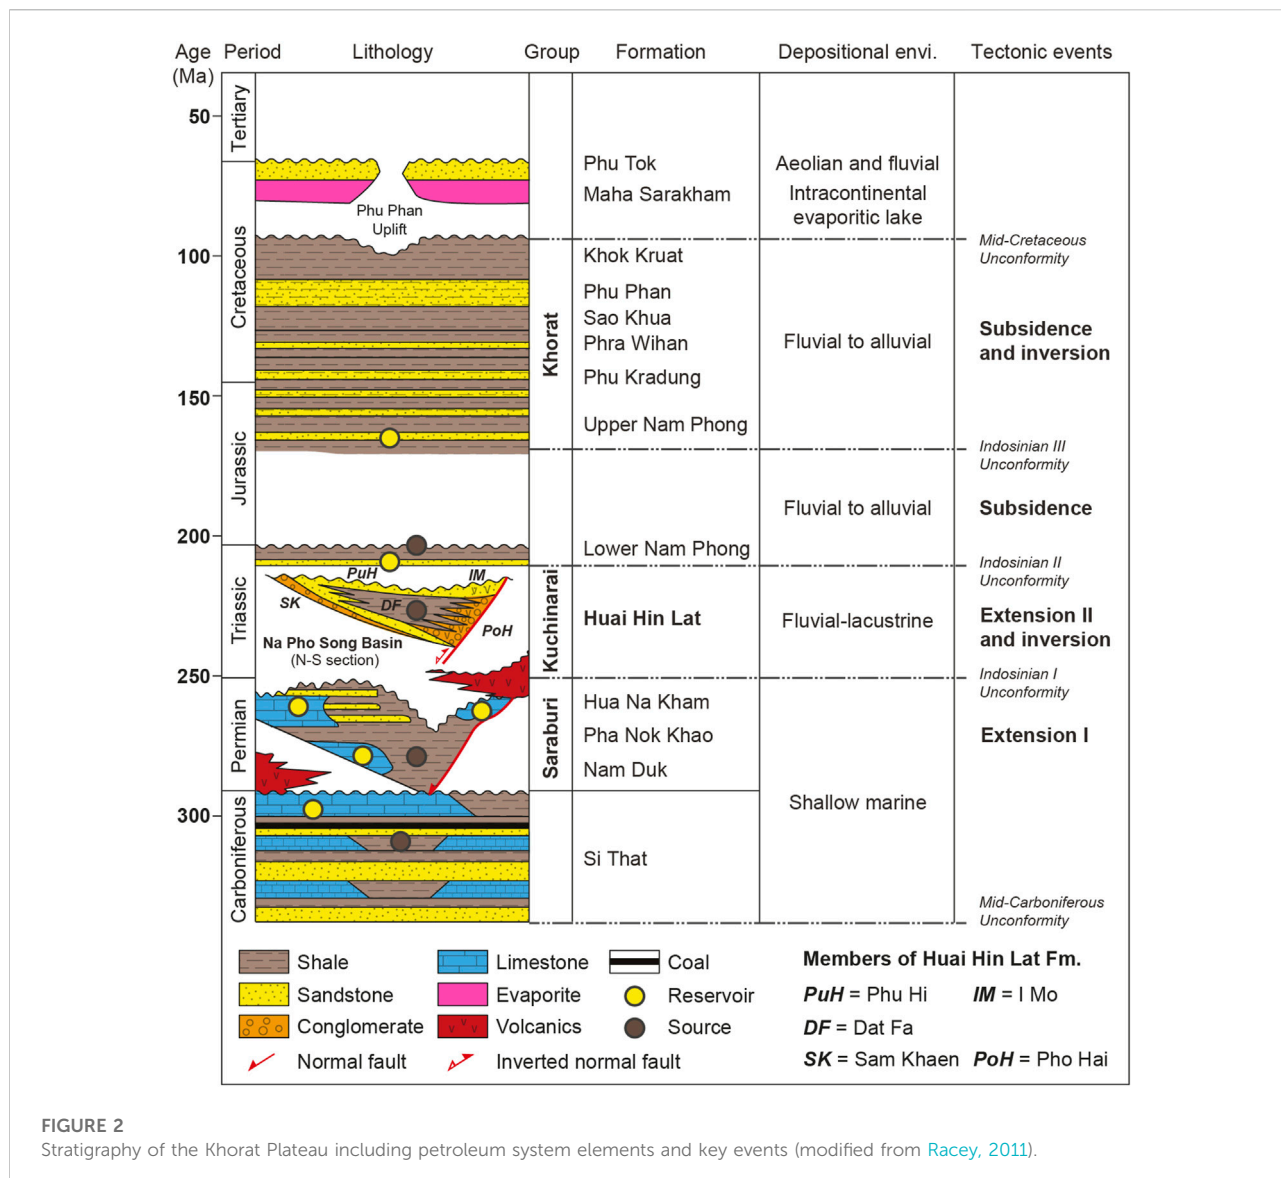 Age Period Lithology Group Formation Depositional envi. Tectonic events
(Ma)
50
100
150
200
250
300
Tertiary
Cretaceous
Jurassic
Triassic
Permian
Carboniferous
Phu Phan
Uplift
PuH
IM
SK
DF
PoH
Na Pho Song Basin
(N-S section)
Khorat
Kuchinarai
Saraburi
Phu Tok
Maha Sarakham
Khok Kruat
Phu Phan
Sao Khua
Phra Wihan
Phu Kradung
Upper Nam Phong
Lower Nam Phong
Huai Hin Lat
Hua Na Kham
Pha Nok Khao
Nam Duk
Si That
Aeolian and fluvial
Intracontinental
evaporitic lake
Fluvial to alluvial
Fluvial to alluvial
Fluvial-lacustrine
Shallow marine
Mid-Cretaceous
Unconformity
Subsidence
and inversion
Indosinian III
Unconformity
Subsidence
Indosinian II
Unconformity
Extension II
and inversion
Indosinian I
Unconformity
Extension I
Mid-Carboniferous
Unconformity
Shale Limestone Coal
Sandstone Evaporite Reservoir
Conglomerate Volcanics Source
Normal fault Inverted normal fault
Members of Huai Hin Lat Fm.
PuH = Phu Hi IM = I Mo
DF = Dat Fa
SK = Sam Khaen PoH = Pho Hai
FIGURE 2
Stratigraphy of the Khorat Plateau including petroleum system elements and key events (modified from Racey, 2011).